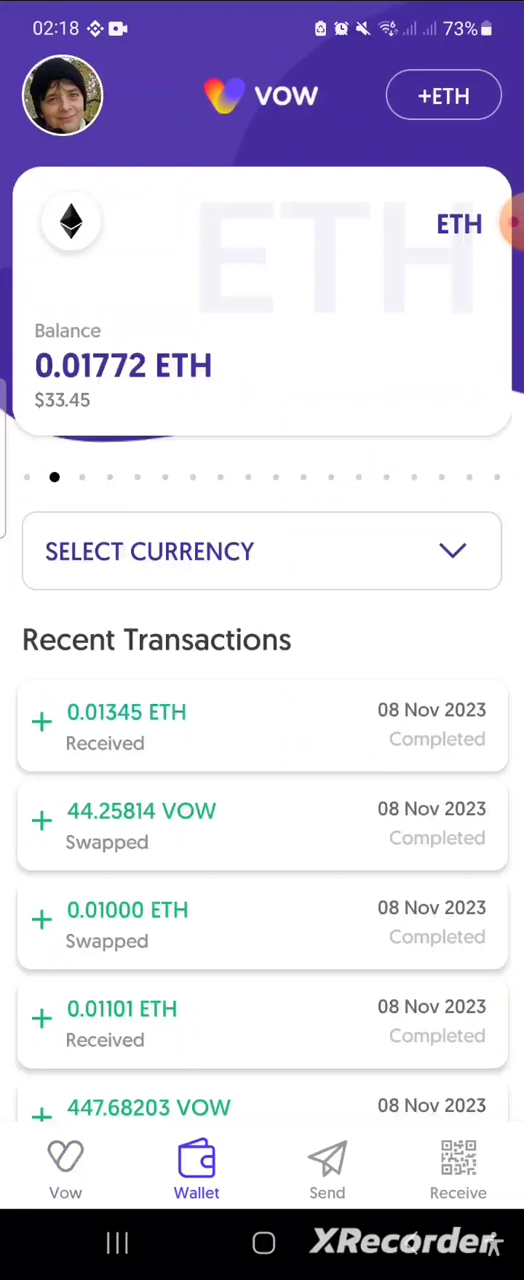 02:18
73%
VOW
+ETH
ETH
ETH
Balance
0.01772 ETH
$33.45
SELECT CURRENCY
Recent Transactions
+ 0.01345 ETH 08 Nov 2023
Received Completed
+ 44.25814 VOW 08 Nov 2023
Swapped Completed
+ 0.01000 ETH 08 Nov 2023
Swapped Completed
+ 0.01101 ETH 08 Nov 2023
Received Completed
+ 447.68203 VOW 08 Nov 2023
Vow Wallet Send Receive
XRecorder